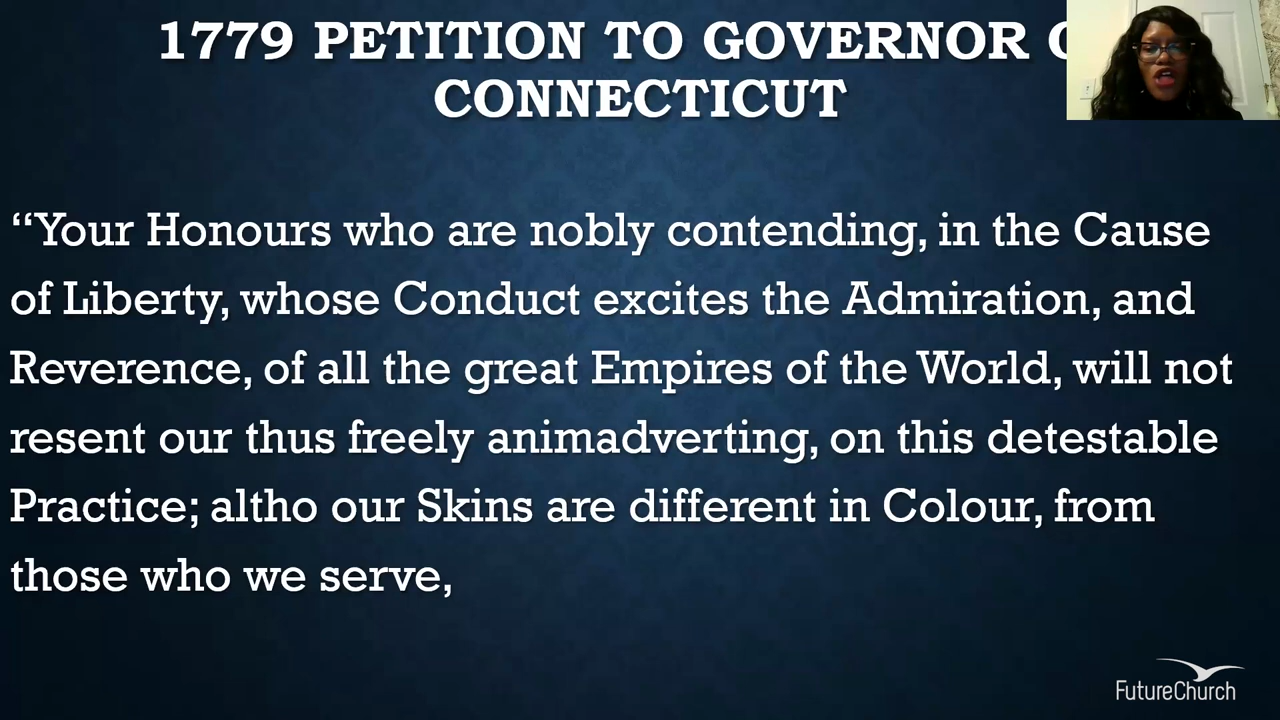 1779 PETITION TO GOVERNOR
CONNECTICUT
“Your Honours who are nobly contending, in the Cause
of Liberty, whose Conduct excites the Admiration, and
Reverence, of all the great Empires of the World, will not
resent our thus freely animadverting, on this detestable
Practice; altho our Skins are different in Colour, from
those who we serve,
FutureChurch